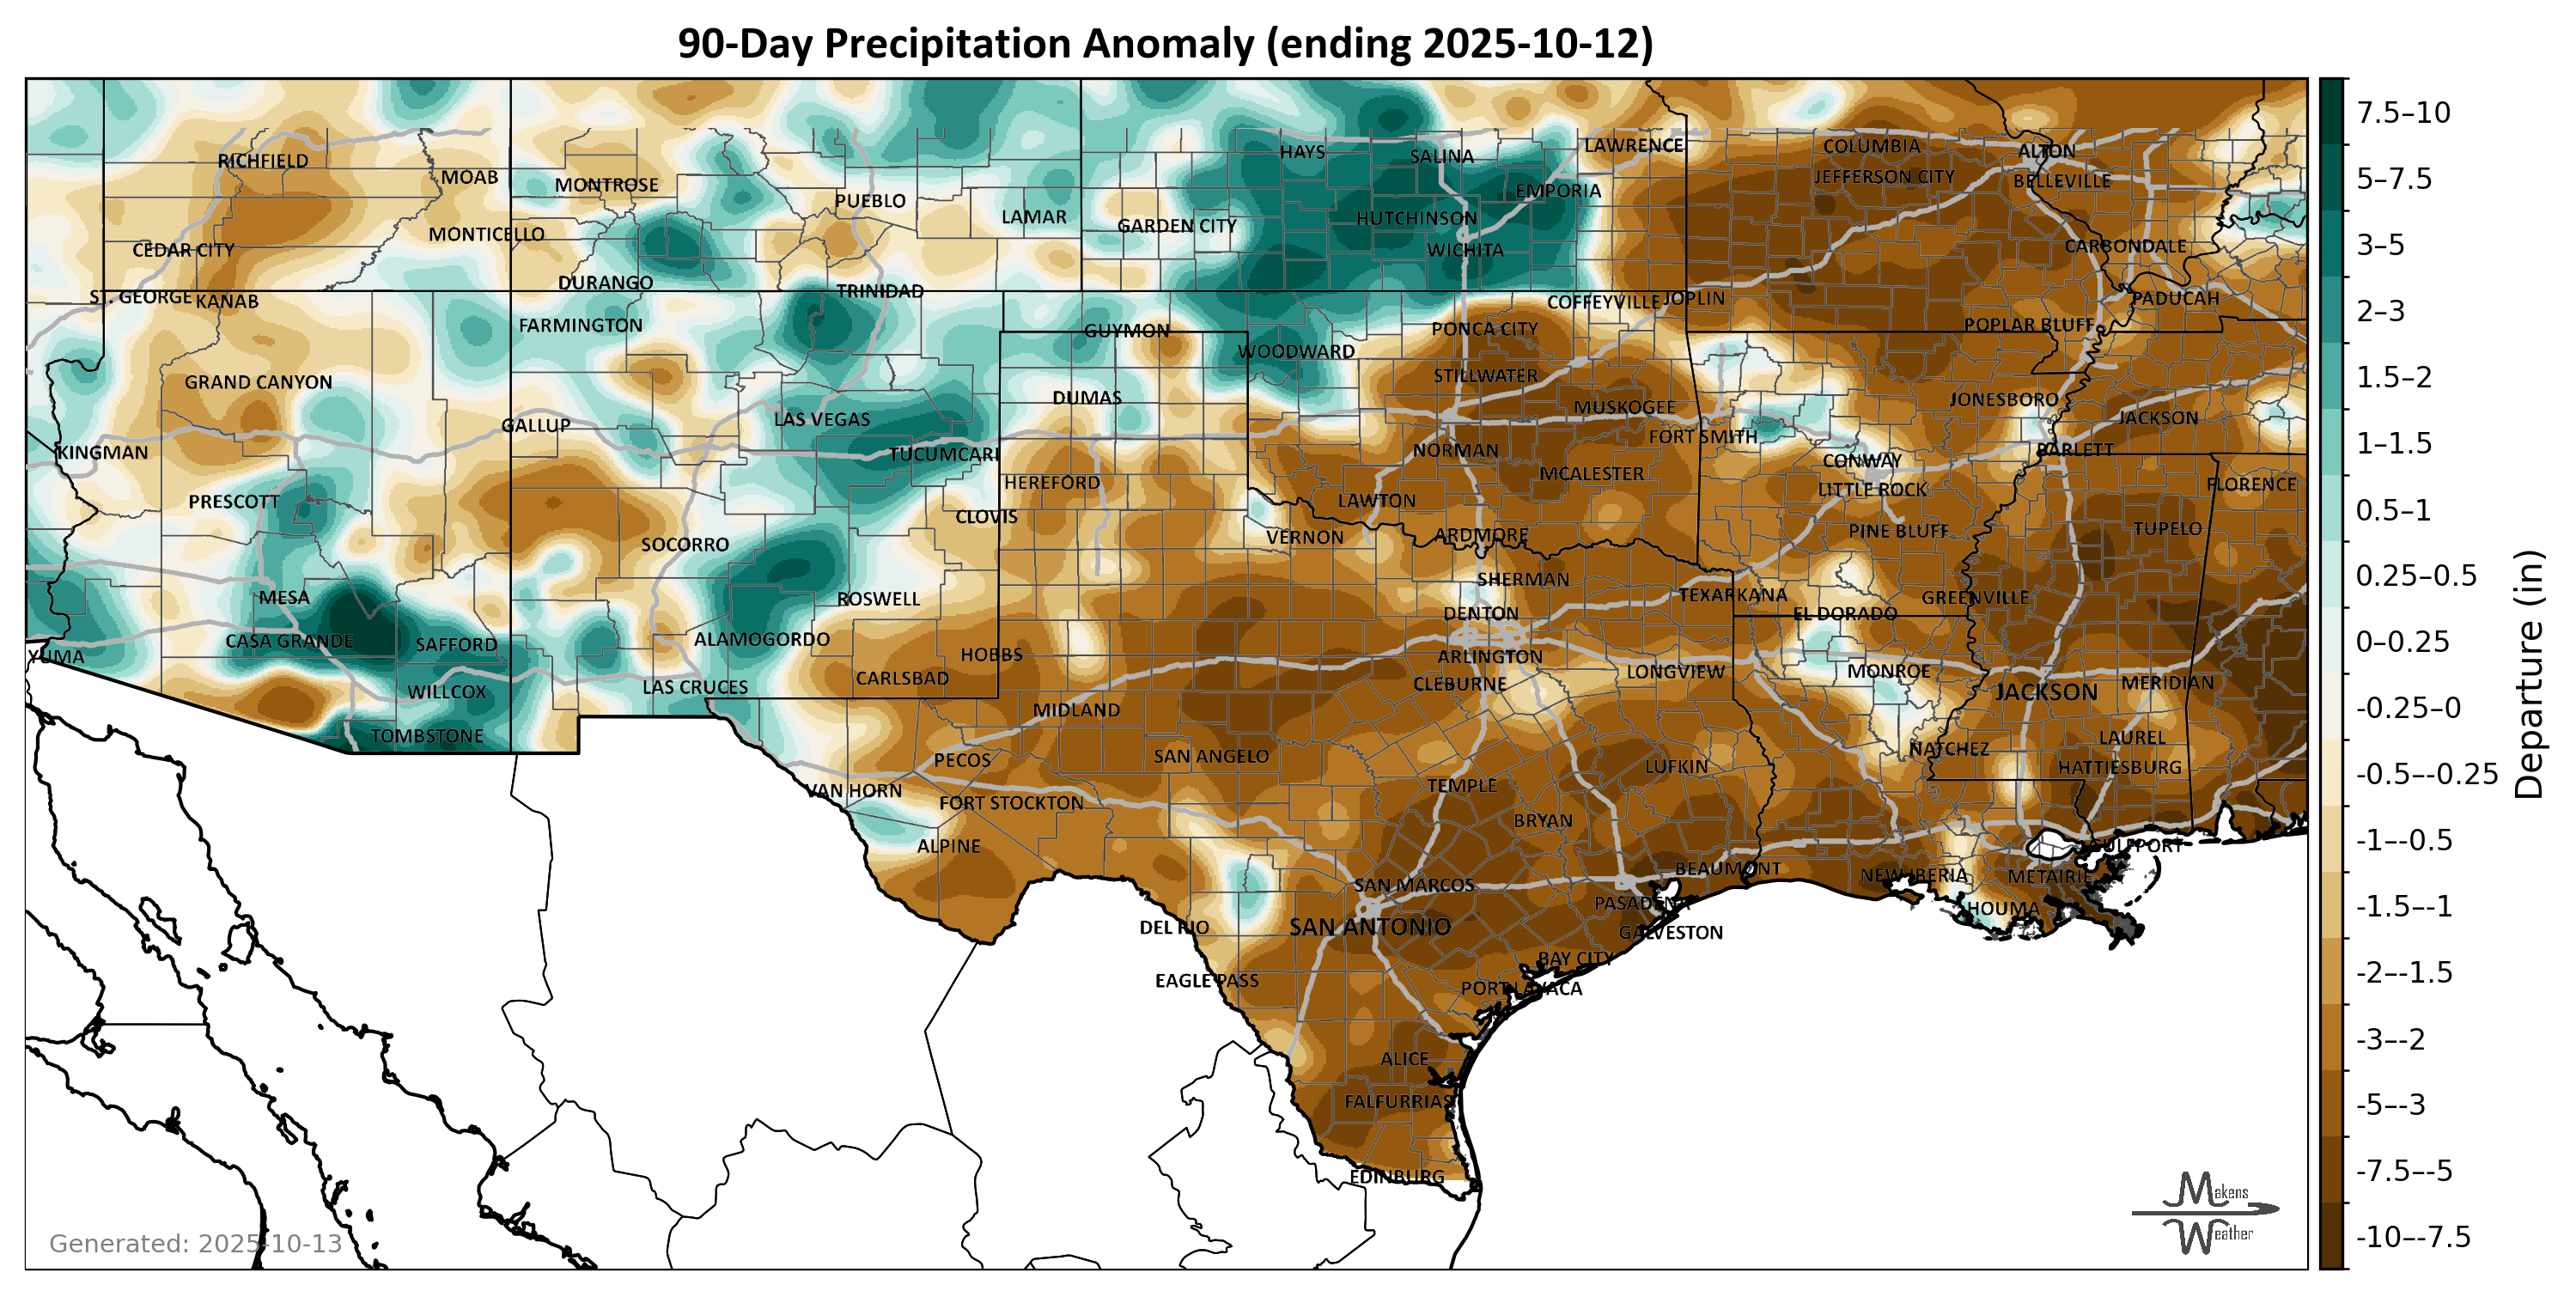 90-Day Precipitation Anomaly (ending 2025-10-12)
RICHFIELD
MOAB
MONTROSE
PUEBLO
LAMAR
HAYS
SALINA
LAWRENCE
COLUMBIA
ALTON
JEFFERSON CITY
BELLEVILLE
EMPORIA
GARDEN CITY
HUTCHINSON
WICHITA
MONTICELLO
CEDAR CITY
CARBONDALE
DURANGO
TRINIDAD
ST. GEORGE
KANAB
COFFEYVILLE
JOPLIN
PADUCAH
FARMINGTON
GUYMON
PONCA CITY
POPLAR BLUFF
WOODWARD
STILLWATER
GRAND CANYON
DUMAS
MUSKOGEE
JONESBORO
JACKSON
GALLUP
LAS VEGAS
FORT SMITH
KINGMAN
TUCUMCARI
NORMAN
BARLETT
CONWAY
PRESCOTT
HEREFORD
MCALESTER
LITTLE ROCK
FLORENCE
LAWTON
CLOVIS
VERNON
ARDMORE
PINE BLUFF
TUPELO
SOCORRO
SHERMAN
MESA
ROSWELL
DENTON
TEXARKANA
EL DORADO
GREENVILLE
CASA GRANDE
SAFFORD
ALAMOGORDO
HOBBS
ARLINGTON
YUMA
CARLSBAD
CLEBURNE
LONGVIEW
MONROE
MERIDIAN
WILLCOX
LAS CRUCES
JACKSON
MIDLAND
TOMBSTONE
LAUREL
NATCHEZ
PECOS
SAN ANGELO
LUFKIN
HATTIESBURG
VAN HORN
FORT STOCKTON
TEMPLE
BRYAN
ALPINE
GULFPORT
BEAUMONT
NEW IBERIA
METAIRIE
SAN MARCOS
PASADENA
HOUMA
DEL RIO
SAN ANTONIO
GALVESTON
BAY CITY
EAGLE PASS
PORT LAVACA
ALICE
FALFURRIAS
EDINBURG
Generated: 2025-10-13
Makens
Weather
7.5–10
5–7.5
3–5
2–3
1.5–2
1–1.5
0.5–1
0.25–0.5
0–0.25
-0.25–0
-0.5–-0.25
-1–-0.5
-1.5–-1
-2–-1.5
-3–-2
-5–-3
-7.5–-5
-10–-7.5
Departure (in)